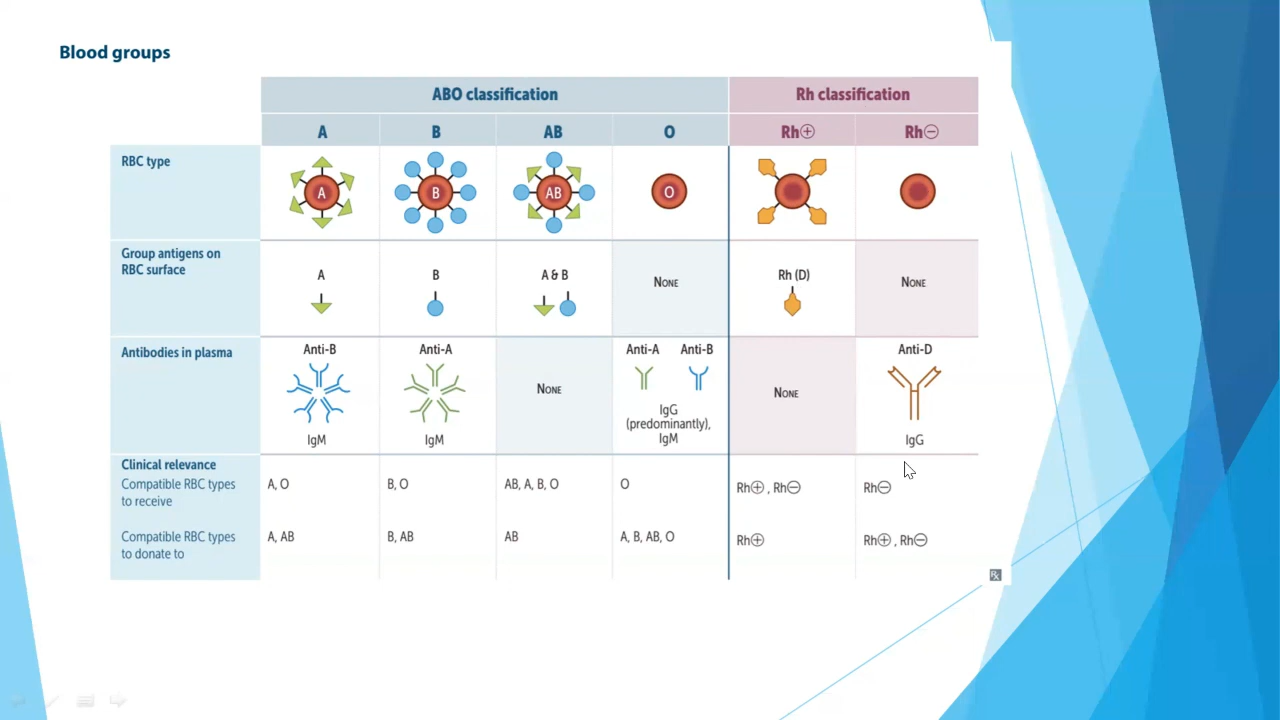 Blood groups
ABO classification
Rh classification
A
B
AB
O
Rh⊕
Rh⊖
RBC type
A
B
AB
O
Group antigens on
RBC surface
A
B
A & B
NONE
Rh (D)
NONE
Antibodies in plasma
Anti-B
IgM
Anti-A
IgM
NONE
Anti-A Anti-B
IgG
(predominantly),
IgM
NONE
Anti-D
IgG
Clinical relevance
Compatible RBC types
to receive
A, O
B, O
AB, A, B, O
O
Rh⊕ , Rh⊖
Rh⊖
Compatible RBC types
to donate to
A, AB
B, AB
AB
A, B, AB, O
Rh⊕
Rh⊕ , Rh⊖
Rx